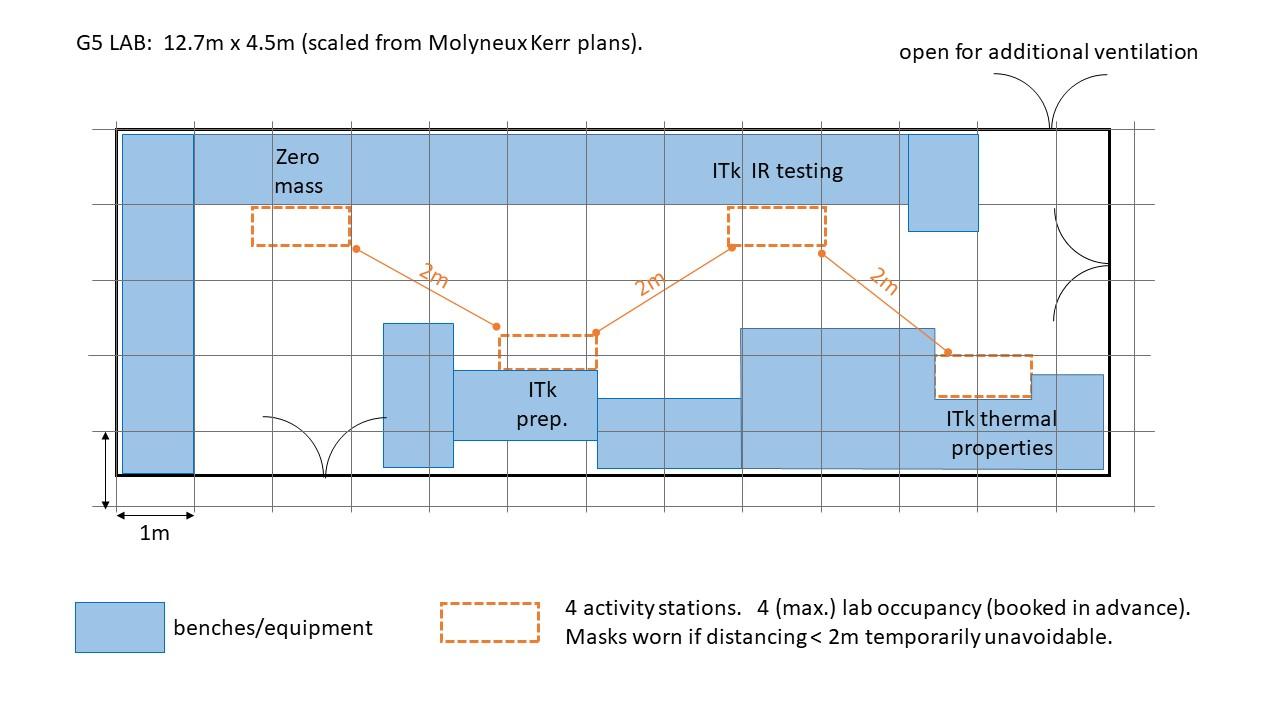 G5 LAB:  12.7m x 4.5m (scaled from Molyneux Kerr plans).
open for additional ventilation
Zero
mass
ITk  IR testing
2m
2m
2m
ITk
prep.
ITk thermal
properties
1m
benches/equipment
4 activity stations.   4 (max.) lab occupancy (booked in advance).
Masks worn if distancing < 2m temporarily unavoidable.